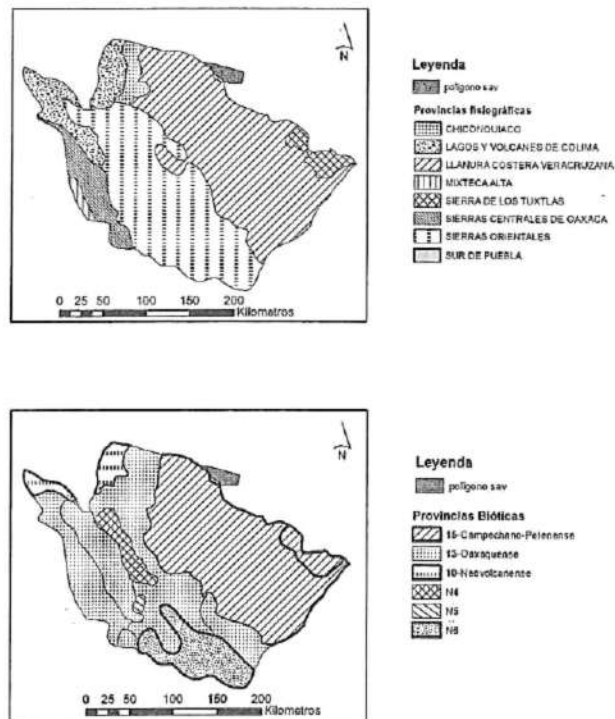 N
Leyenda
poligono sav
Provincias fisiográficas
CHICONQUIACO
LAGOS Y VOLCANES DE COLIMA
LLANURA COSTERA VERACRUZANA
MIXTECA ALTA
SIERRA DE LOS TUXTLAS
SIERRAS CENTRALES DE OAXACA
SIERRAS ORIENTALES
SUR DE PUEBLA
0 25 50 100 150 200
Kilometros
N
Leyenda
poligono sav
Provincias Bióticas
15-Campechano-Petenense
13-Oaxaquense
10-Neovolcanense
N4
N5
N6
0 25 50 100 150 200
Kilometros